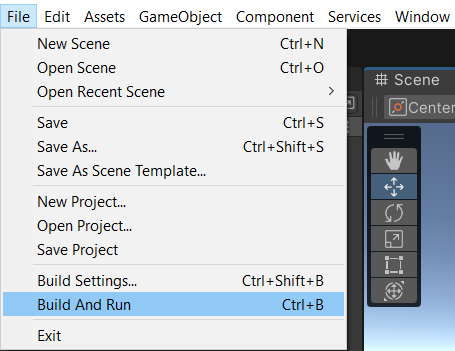 File Edit Assets GameObject Component Services Window
New Scene Ctrl+N
Open Scene Ctrl+O
Open Recent Scene
Save Ctrl+S
Save As... Ctrl+Shift+S
Save As Scene Template...
New Project...
Open Project...
Save Project
Build Settings... Ctrl+Shift+B
Build And Run Ctrl+B
Exit
Scene
Center